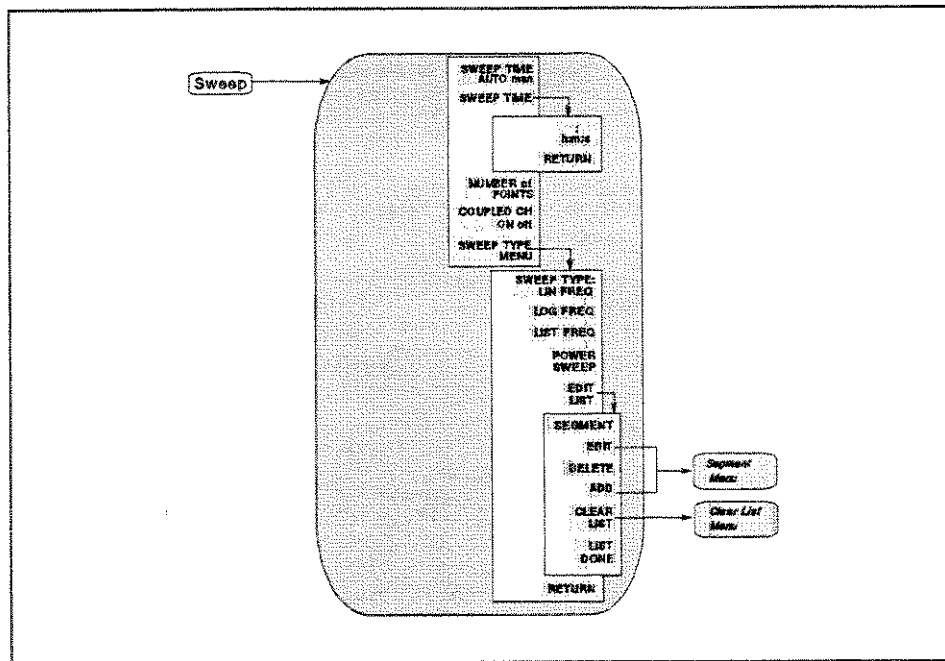 Sweep
SWEEP TIME
AUTO man
SWEEP TIME
:
h:m:s
RETURN
NUMBER of
POINTS
COUPLED CH
ON off
SWEEP TYPE
MENU
SWEEP TYPE:
LIN FREQ
LOG FREQ
LIST FREQ
POWER
SWEEP
EDIT
LIST
SEGMENT
EDIT
DELETE
ADD
CLEAR
LIST
LIST
DONE
RETURN
Segment
Menu
Clear List
Menu